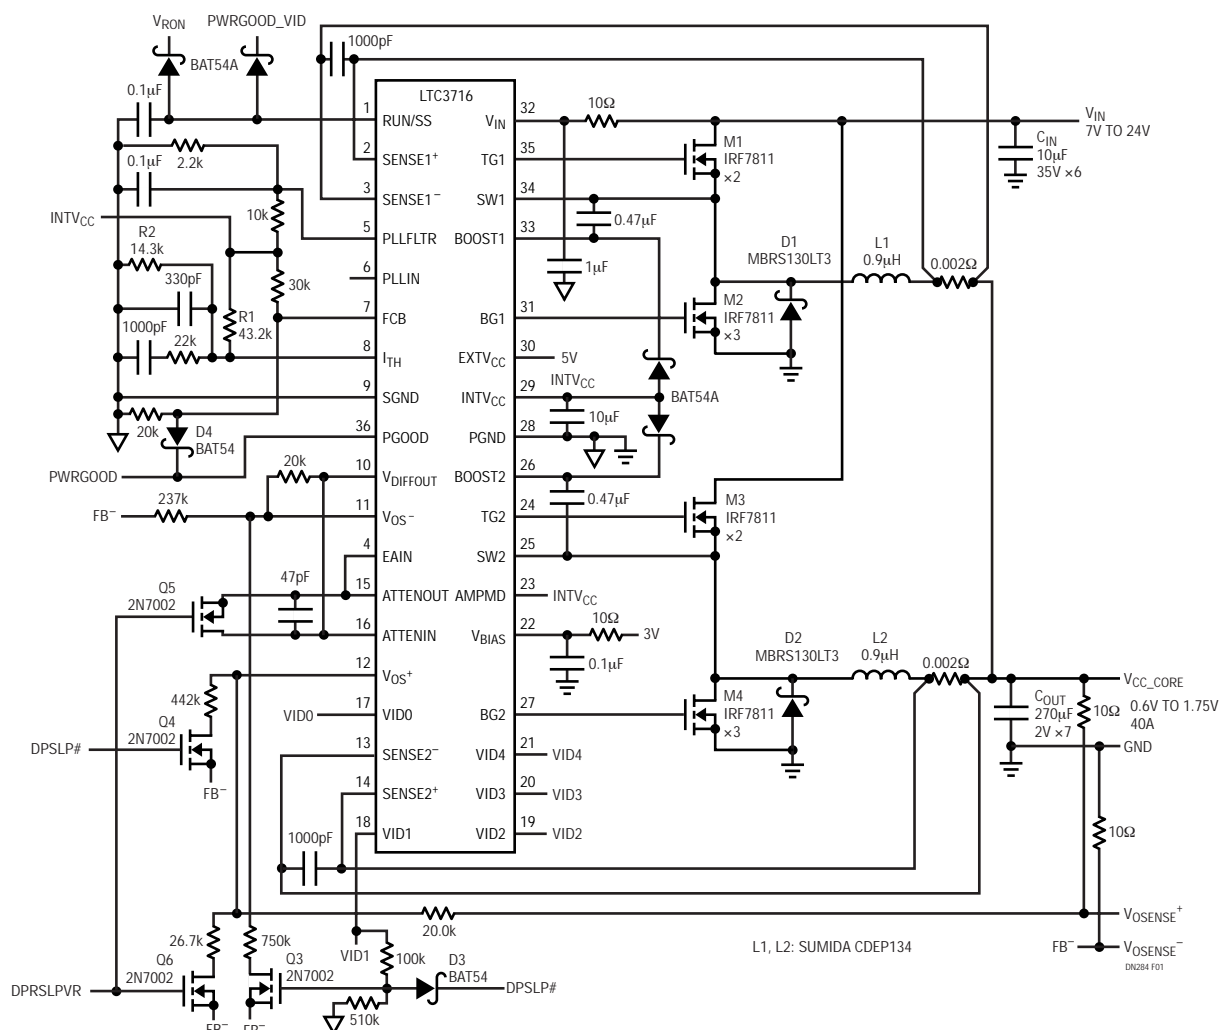 VRON
PWRGOOD_VID
BAT54A
0.1µF
2.2k
0.1µF
10k
INTVCC
R2
14.3k
330pF
30k
1000pF
R1
43.2k
22k
20k
D4
BAT54
PWRGOOD
20k
237k
FB–
Q5
2N7002
47pF
442k
Q4
2N7002
DPSLP#
FB–
VID0
1000pF
1000pF
LTC3716
1
RUN/SS
2
SENSE1+
3
SENSE1–
5
PLLFLTR
6
PLLIN
7
FCB
8
ITH
9
SGND
36
PGOOD
10
VDIFFOUT
11
VOS–
4
EAIN
15
ATTENOUT
16
ATTENIN
12
VOS+
17
VID0
13
SENSE2–
14
SENSE2+
18
VID1
32
VIN
35
TG1
34
SW1
33
BOOST1
31
BG1
30
EXTVCC
29
INTVCC
28
PGND
26
BOOST2
24
TG2
25
SW2
23
AMPMD
22
VBIAS
27
BG2
21
VID4
20
VID3
19
VID2
10Ω
VIN
7V TO 24V
CIN
10µF
35V ×6
M1
IRF7811
×2
0.47µF
1µF
D1
MBRS130LT3
L1
0.9µH
0.002Ω
M2
IRF7811
×3
5V
INTVCC
10µF
BAT54A
0.47µF
M3
IRF7811
×2
INTVCC
10Ω
3V
0.1µF
D2
MBRS130LT3
L2
0.9µH
0.002Ω
M4
IRF7811
×3
VID4
VID3
VID2
COUT
270µF
2V ×7
10Ω
VCC_CORE
0.6V TO 1.75V
40A
GND
10Ω
VOSENSE+
FB–
VOSENSE–
DN284 F01
L1, L2: SUMIDA CDEP134
20.0k
26.7k
Q6
2N7002
DPRSLPVR
FB–
750k
Q3
2N7002
FB–
VID1
100k
510k
D3
BAT54
DPSLP#